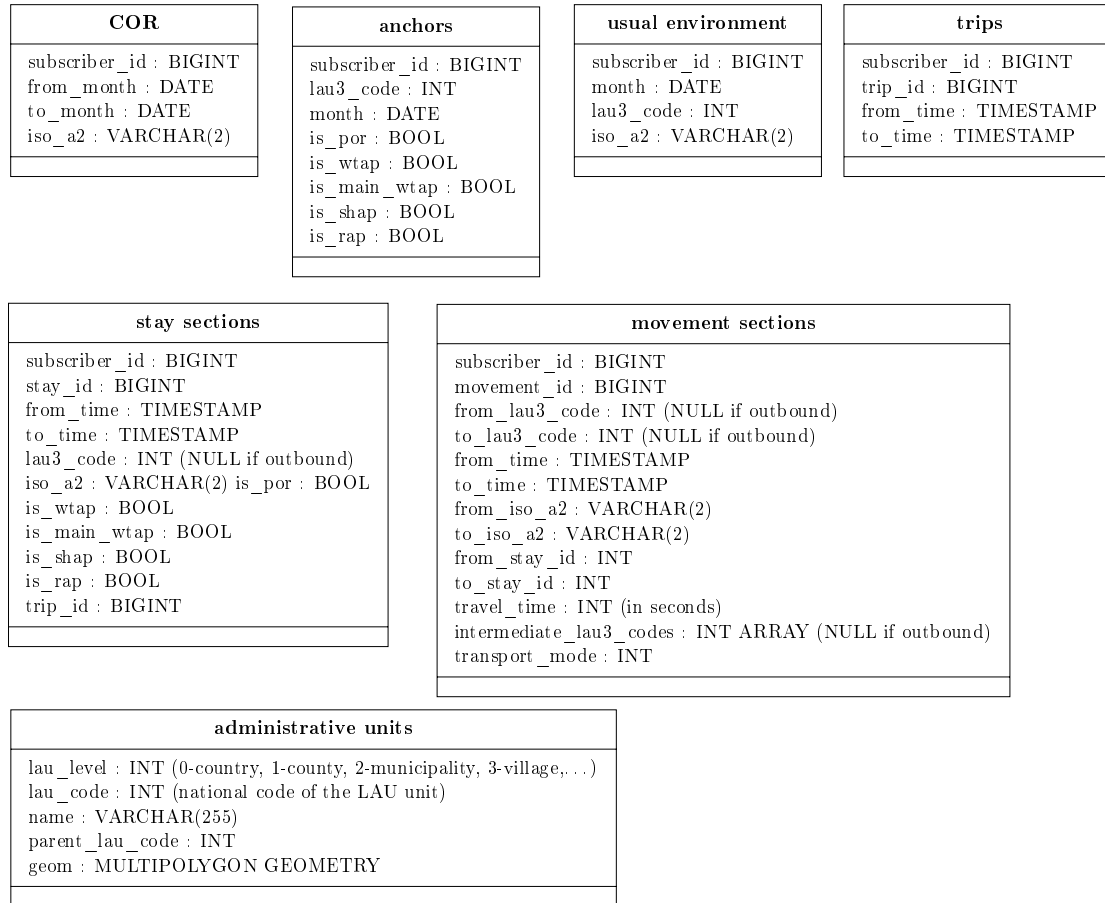 COR
subscriber_id : BIGINT
from_month : DATE
to_month : DATE
iso_a2 : VARCHAR(2)
anchors
subscriber_id : BIGINT
lau3_code : INT
month : DATE
is_por : BOOL
is_wtap : BOOL
is_main_wtap : BOOL
is_shap : BOOL
is_rap : BOOL
usual environment
subscriber_id : BIGINT
month : DATE
lau3_code : INT
iso_a2 : VARCHAR(2)
trips
subscriber_id : BIGINT
trip_id : BIGINT
from_time : TIMESTAMP
to_time : TIMESTAMP
stay sections
subscriber_id : BIGINT
stay_id : BIGINT
from_time : TIMESTAMP
to_time : TIMESTAMP
lau3_code : INT (NULL if outbound)
iso_a2 : VARCHAR(2) is_por : BOOL
is_wtap : BOOL
is_main_wtap : BOOL
is_shap : BOOL
is_rap : BOOL
trip_id : BIGINT
movement sections
subscriber_id : BIGINT
movement_id : BIGINT
from_lau3_code : INT (NULL if outbound)
to_lau3_code : INT (NULL if outbound)
from_time : TIMESTAMP
to_time : TIMESTAMP
from_iso_a2 : VARCHAR(2)
to_iso_a2 : VARCHAR(2)
from_stay_id : INT
to_stay_id : INT
travel_time : INT (in seconds)
intermediate_lau3_codes : INT ARRAY (NULL if outbound)
transport_mode : INT
administrative units
lau_level : INT (0-country, 1-county, 2-municipality, 3-village,...)
lau_code : INT (national code of the LAU unit)
name : VARCHAR(255)
parent_lau_code : INT
geom : MULTIPOLYGON GEOMETRY